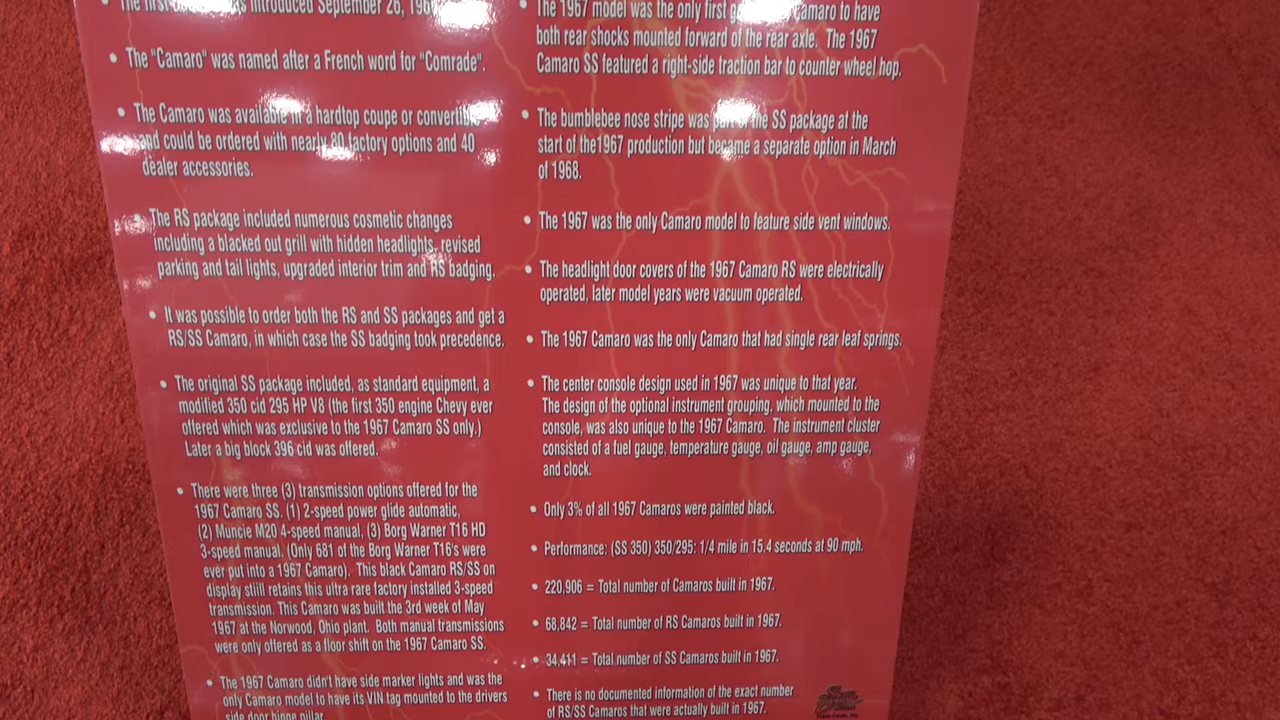 The first Camaro was introduced September 26, 196
• The "Camaro" was named after a French word for "Comrade".
• The Camaro was available in a hardtop coupe or convertible
and could be ordered with nearly 80 factory options and 40
dealer accessories.
• The RS package included numerous cosmetic changes
including a blacked out grill with hidden headlights, revised
parking and tail lights, upgraded interior trim and RS badging.
• It was possible to order both the RS and SS packages and get a
RS/SS Camaro, in which case the SS badging took precedence.
• The original SS package included, as standard equipment, a
modified 350 cid 295 HP V8 (the first 350 engine Chevy ever
offered which was exclusive to the 1967 Camaro SS only.)
Later a big block 396 cid was offered.
• There were three (3) transmission options offered for the
1967 Camaro SS. (1) 2-speed power glide automatic,
(2) Muncie M20 4-speed manual, (3) Borg Warner T16 HD
3-speed manual. (Only 681 of the Borg Warner T16's were
ever put into a 1967 Camaro). This black Camaro RS/SS on
display stiill retains this ultra rare factory installed 3-speed
transmission. This Camaro was built the 3rd week of May
1967 at the Norwood, Ohio plant. Both manual transmissions
were only offered as a floor shift on the 1967 Camaro SS.
• The 1967 Camaro didn't have side marker lights and was the
only Camaro model to have its VIN tag mounted to the drivers
side door hinge pillar.
• The 1967 model was the only first Camaro to have
both rear shocks mounted forward of the rear axle. The 1967
Camaro SS featured a right-side traction bar to counter wheel hop.
• The bumblebee nose stripe was part of the SS package at the
start of the1967 production but became a separate option in March
of 1968.
• The 1967 was the only Camaro model to feature side vent windows.
• The headlight door covers of the 1967 Camaro RS were electrically
operated, later model years were vacuum operated.
• The 1967 Camaro was the only Camaro that had single rear leaf springs.
• The center console design used in 1967 was unique to that year.
The design of the optional instrument grouping, which mounted to the
console, was also unique to the 1967 Camaro. The instrument cluster
consisted of a fuel gauge, temperature gauge, oil gauge, amp gauge,
and clock.
• Only 3% of all 1967 Camaros were painted black.
• Performance: (SS 350) 350/295: 1/4 mile in 15.4 seconds at 90 mph.
• 220,906 = Total number of Camaros built in 1967.
• 68,842 = Total number of RS Camaros built in 1967.
• 34,411 = Total number of SS Camaros built in 1967.
• There is no documented information of the exact number
of RS/SS Camaros that were actually built in 1967.